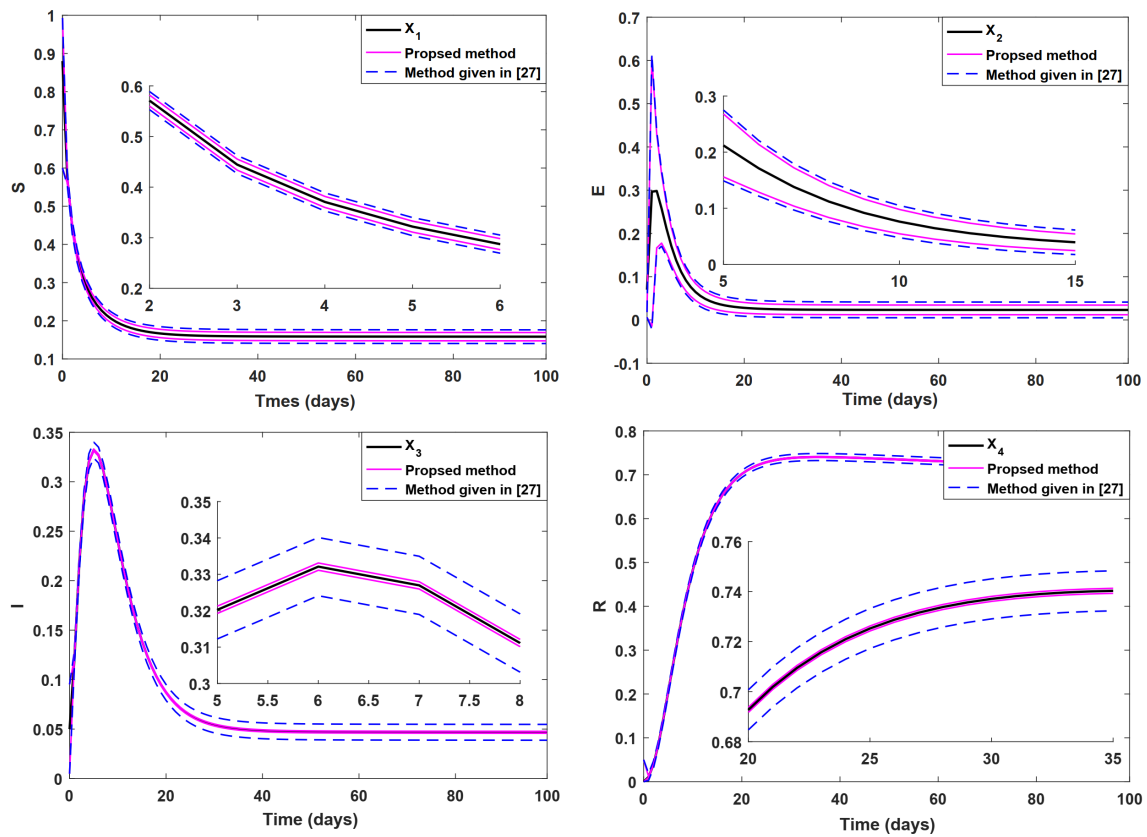 1
0.9
0.8
0.7
0.6
0.5
0.4
0.3
0.2
0.1
S
0 20 40 60 80 100
Tmes (days)
X1
Propsed method
Method given in [27]
0.6
0.5
0.4
0.3
0.2
2 3 4 5 6
0.7
0.6
0.5
0.4
0.3
0.2
0.1
0
-0.1
E
0 20 40 60 80 100
Time (days)
X2
Propsed method
Method given in [27]
0.3
0.2
0.1
0
5 10 15
0.35
0.3
0.25
0.2
0.15
0.1
0.05
0
I
0 20 40 60 80 100
Time (days)
X3
Propsed method
Method given in [27]
0.35
0.34
0.33
0.32
0.31
0.3
5 5.5 6 6.5 7 7.5 8
0.8
0.7
0.6
0.5
0.4
0.3
0.2
0.1
0
R
0 20 40 60 80 100
Time (days)
X4
Propsed method
Method given in [27]
0.76
0.74
0.72
0.7
0.68
20 25 30 35